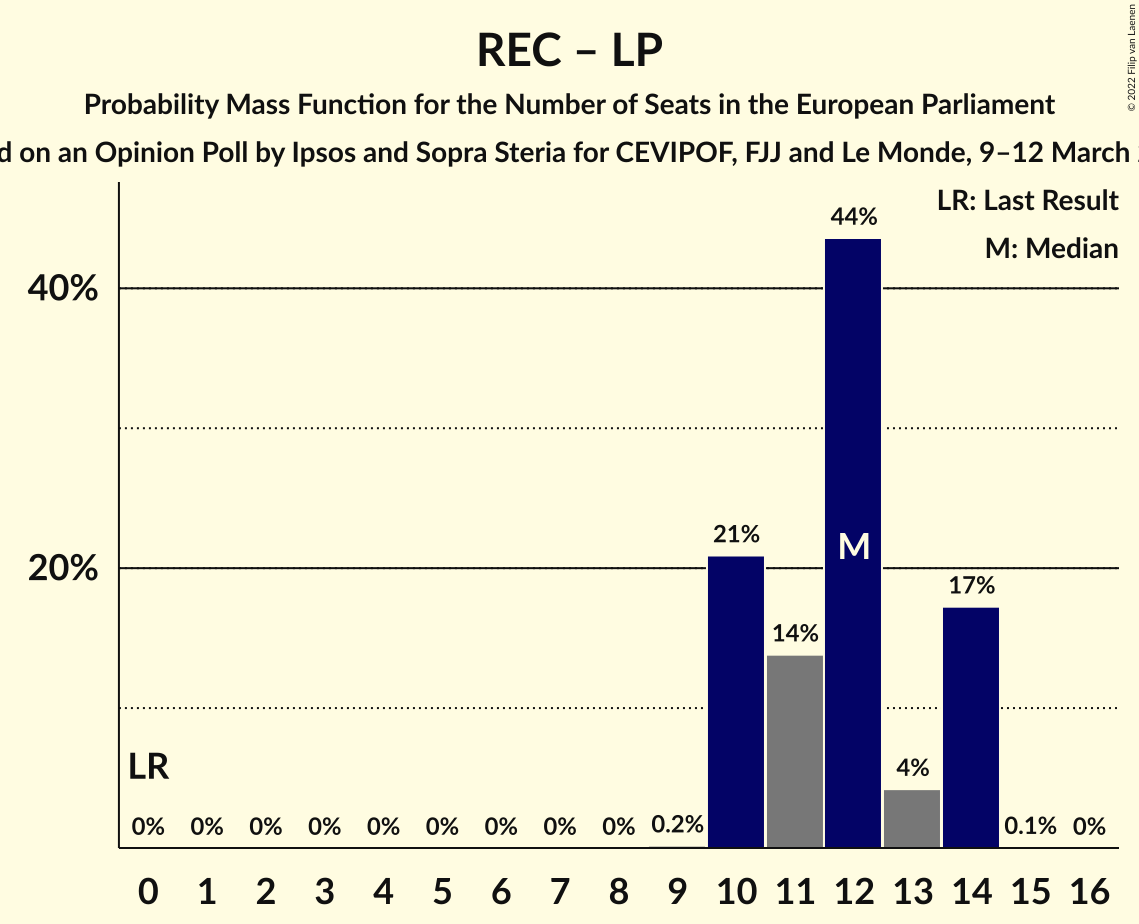 REC – LP
Probability Mass Function for the Number of Seats in the European Parliament
d on an Opinion Poll by Ipsos and Sopra Steria for CEVIPOF, FJJ and Le Monde, 9–12 March
© 2022 Filip van Laenen
LR: Last Result
M: Median
44%
40%
21%
M
20%
17%
14%
4%
LR
0% 0% 0% 0% 0% 0% 0% 0% 0% 0.2% 0.1% 0%
0 1 2 3 4 5 6 7 8 9 10 11 12 13 14 15 16